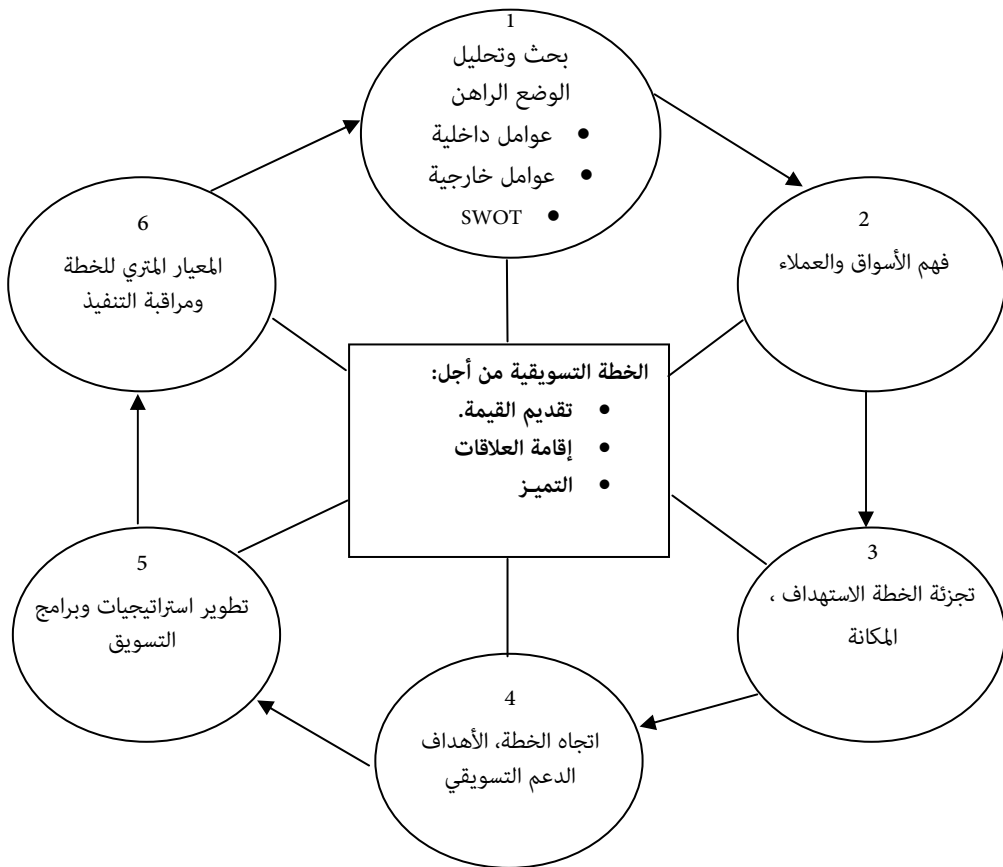 1
بحث وتحليل
الوضع الراهن
● عوامل داخلية
● عوامل خارجية
● SWOT
2
فهم الأسواق والعملاء
3
تجزئة الخطة الاستهداف ،
المكانة
4
اتجاه الخطة، الأهداف
الدعم التسويقي
5
تطوير استراتيجيات وبرامج
التسويق
6
المعيار المتري للخطة
ومراقبة التنفيذ
الخطة التسويقية من أجل:
● تقديم القيمة.
● إقامة العلاقات
● التميـز